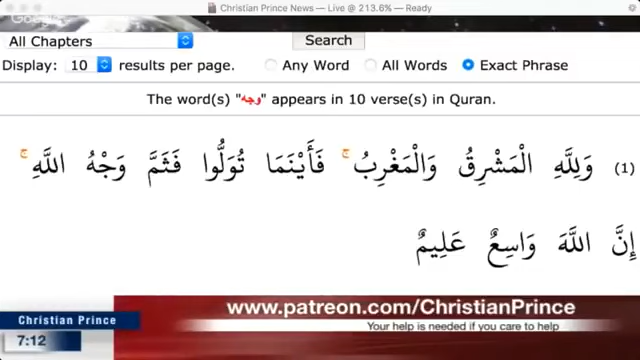 Google
Christian Prince News — Live @ 213.6% — Ready
All Chapters
Search
Display: 10 results per page. Any Word All Words Exact Phrase
The word(s) "وجه" appears in 10 verse(s) in Quran.
(1) وَلِلَّهِ الْمَشْرِقُ وَالْمَغْرِبُ ۚ فَأَيْنَمَا تُوَلُّوا فَثَمَّ وَجْهُ اللَّهِ ۚ
إِنَّ اللَّهَ وَاسِعٌ عَلِيمٌ
www.patreon.com/ChristianPrince
Your help is needed if you care to help
Christian Prince
7:12